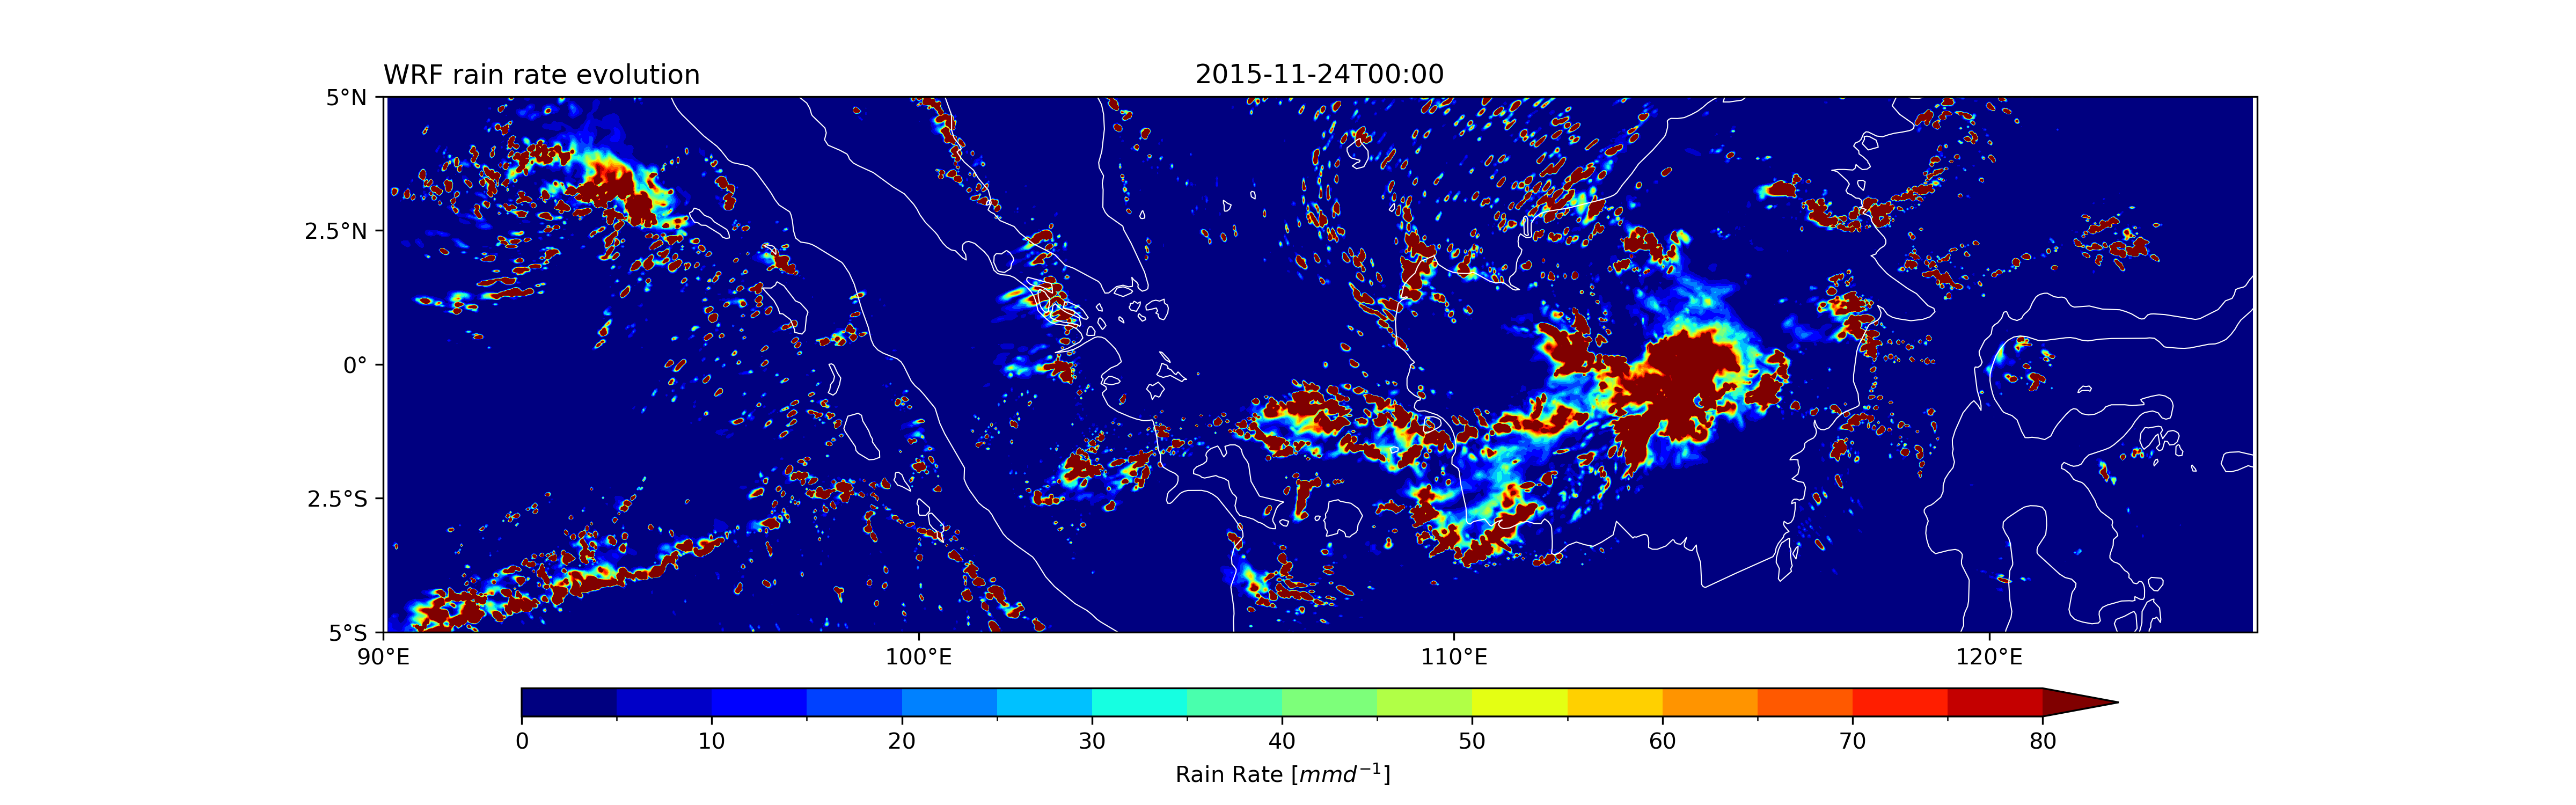 WRF rain rate evolution
2015-11-24T00:00
5°N
2.5°N
0°
2.5°S
5°S
90°E 100°E 110°E 120°E
0 10 20 30 40 50 60 70 80
Rain Rate [mmd⁻¹]